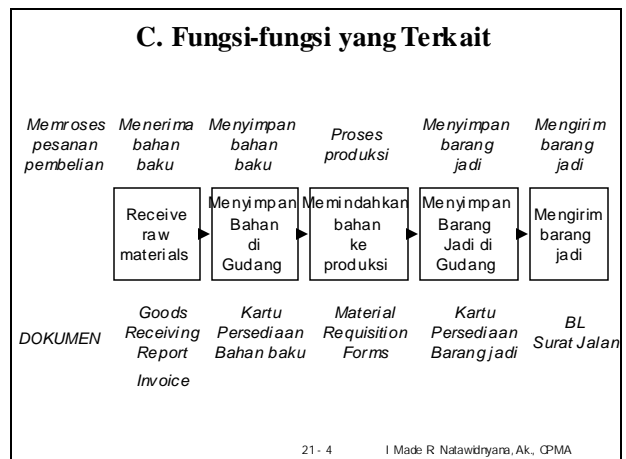 C. Fungsi-fungsi yang Terkait
Memroses
pesanan
pembelian
Menerima
bahan
baku
Menyimpan
bahan
baku
Proses
produksi
Menyimpan
barang
jadi
Mengirim
barang
jadi
Receive
raw
materials
Menyimpan
Bahan
di
Gudang
Memindahkan
bahan
ke
produksi
Menyimpan
Barang
Jadi di
Gudang
Mengirim
barang
jadi
DOKUMEN
Goods
Receiving
Report
Invoice
Kartu
Persediaan
Bahan baku
Material
Requisition
Forms
Kartu
Persediaan
Barang jadi
BL
Surat Jalan
21 - 4
I Made R Natawidnyana, Ak., CPMA